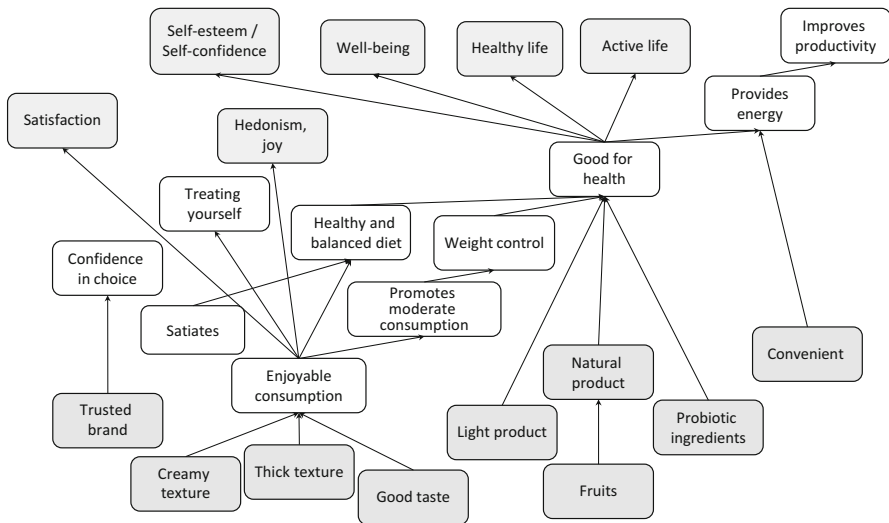 Self-esteem /
Self-confidence
Well-being
Healthy life
Active life
Improves
productivity
Provides
energy
Satisfaction
Hedonism,
joy
Good for
health
Treating
yourself
Healthy and
balanced diet
Weight control
Confidence
in choice
Promotes
moderate
consumption
Satiates
Enjoyable
consumption
Natural
product
Convenient
Trusted
brand
Light product
Probiotic
ingredients
Creamy
texture
Thick texture
Good taste
Fruits